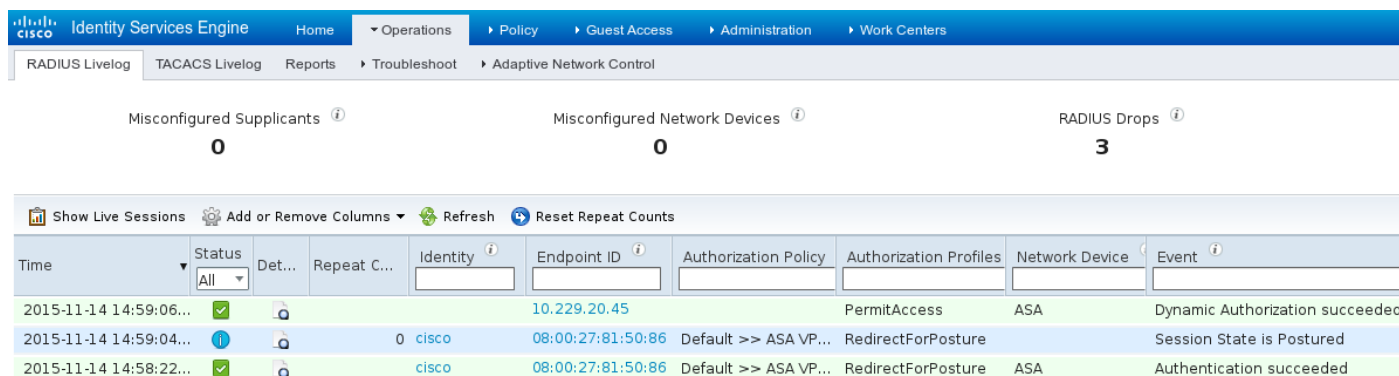 cisco Identity Services Engine Home Operations Policy Guest Access Administration Work Centers
RADIUS Livelog TACACS Livelog Reports Troubleshoot Adaptive Network Control
Misconfigured Supplicants Misconfigured Network Devices RADIUS Drops
0 0 3
Show Live Sessions Add or Remove Columns Refresh Reset Repeat Counts
Time Status Det... Repeat C... Identity Endpoint ID Authorization Policy Authorization Profiles Network Device Event
All
2015-11-14 14:59:06... 10.229.20.45 PermitAccess ASA Dynamic Authorization succeeded
2015-11-14 14:59:04... 0 cisco 08:00:27:81:50:86 Default >> ASA VP... RedirectForPosture Session State is Postured
2015-11-14 14:58:22... cisco 08:00:27:81:50:86 Default >> ASA VP... RedirectForPosture ASA Authentication succeeded